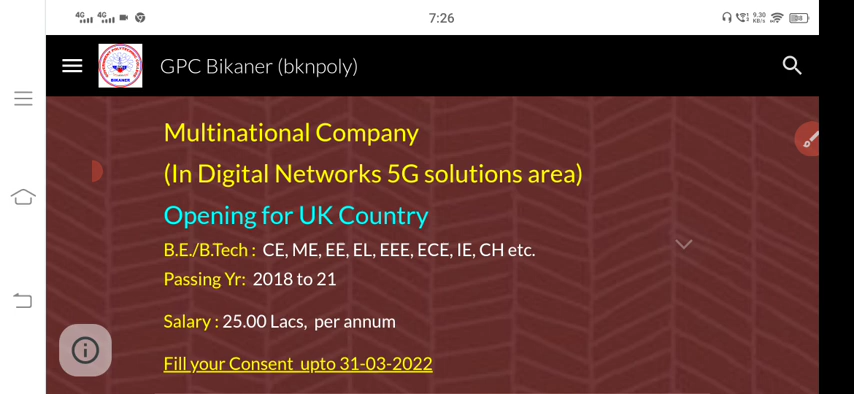 4G 4G 7:26 9.30 KB/s
GPC Bikaner (bknpoly)
BIKANER
Multinational Company
(In Digital Networks 5G solutions area)
Opening for UK Country
B.E./B.Tech : CE, ME, EE, EL, EEE, ECE, IE, CH etc.
Passing Yr: 2018 to 21
Salary : 25.00 Lacs, per annum
Fill your Consent upto 31-03-2022